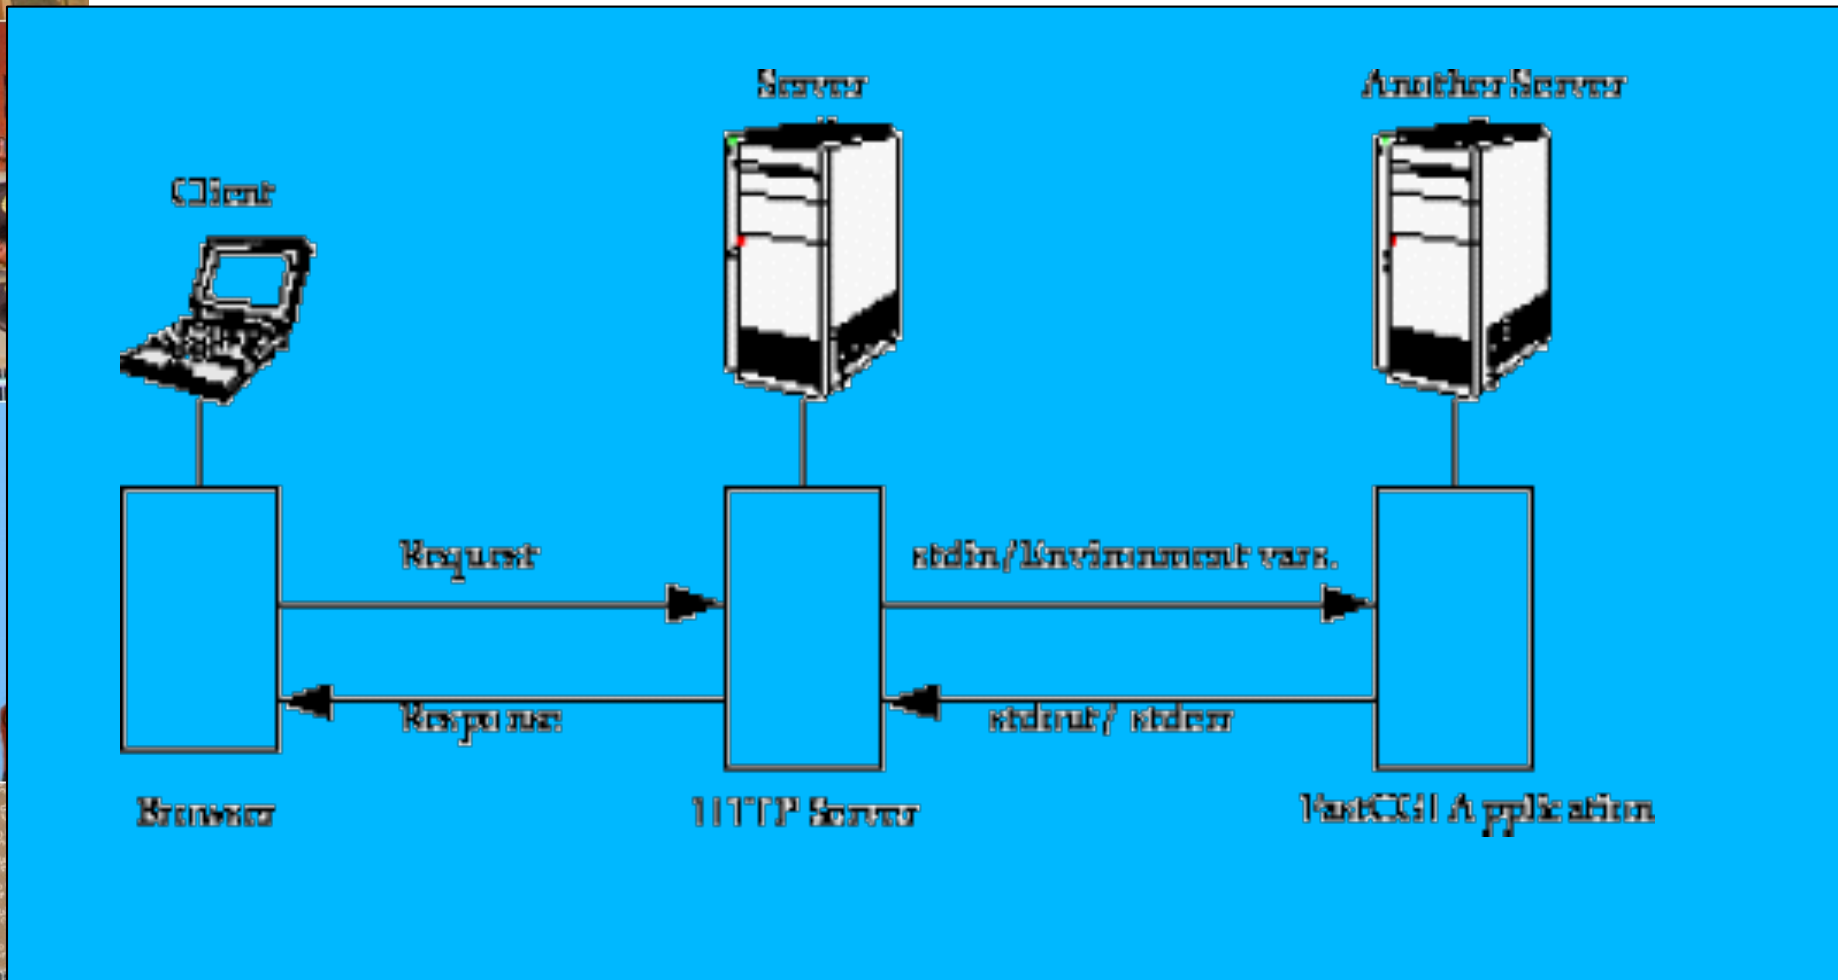 Server
Another Server
Client
Request
stdin/Environment vars.
Response
stdout/ stderr
Browser
HTTP Server
FastCGI Application